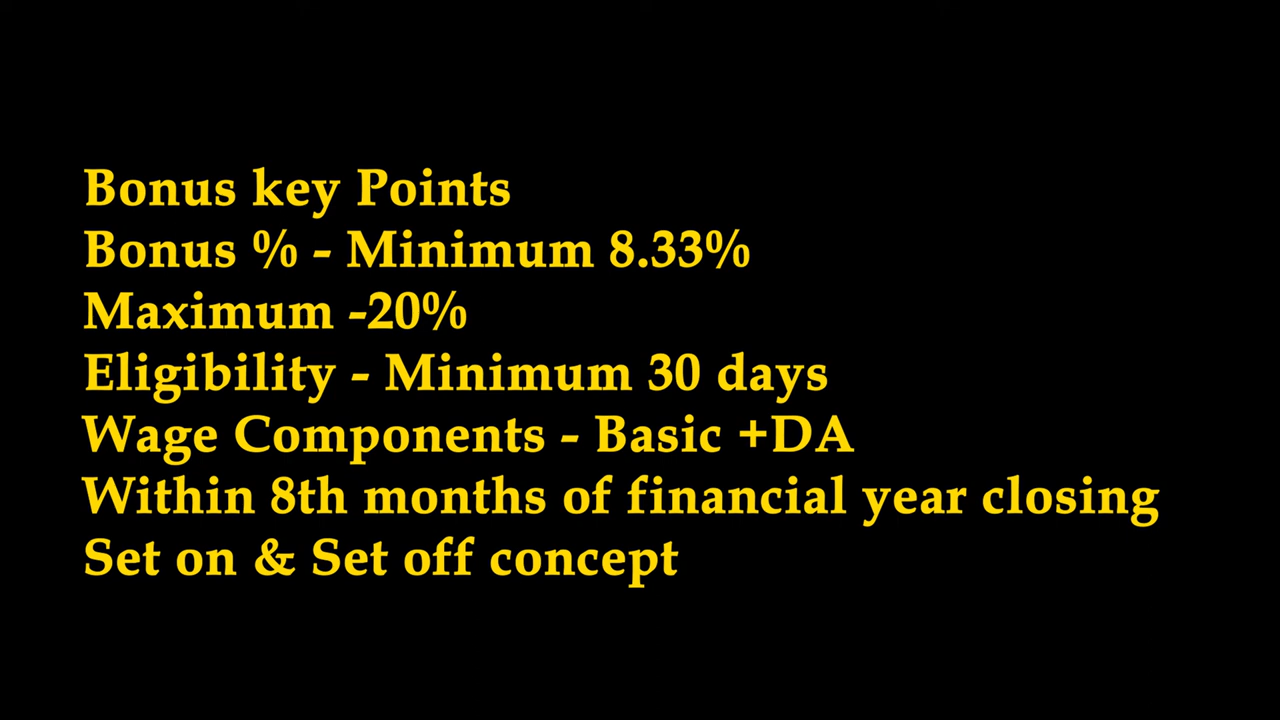 Bonus key Points
Bonus % - Minimum 8.33%
Maximum -20%
Eligibility - Minimum 30 days
Wage Components - Basic +DA
Within 8th months of financial year closing
Set on & Set off concept